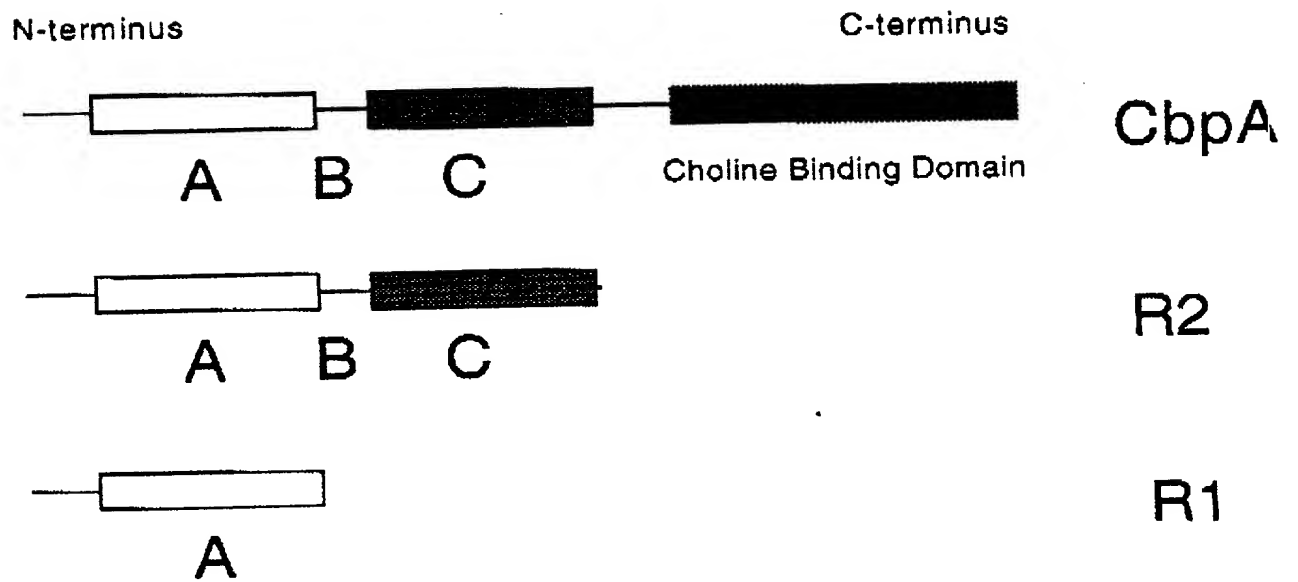 N-terminus
C-terminus
CbpA
A B C
Choline Binding Domain
A B C
R2
A
R1